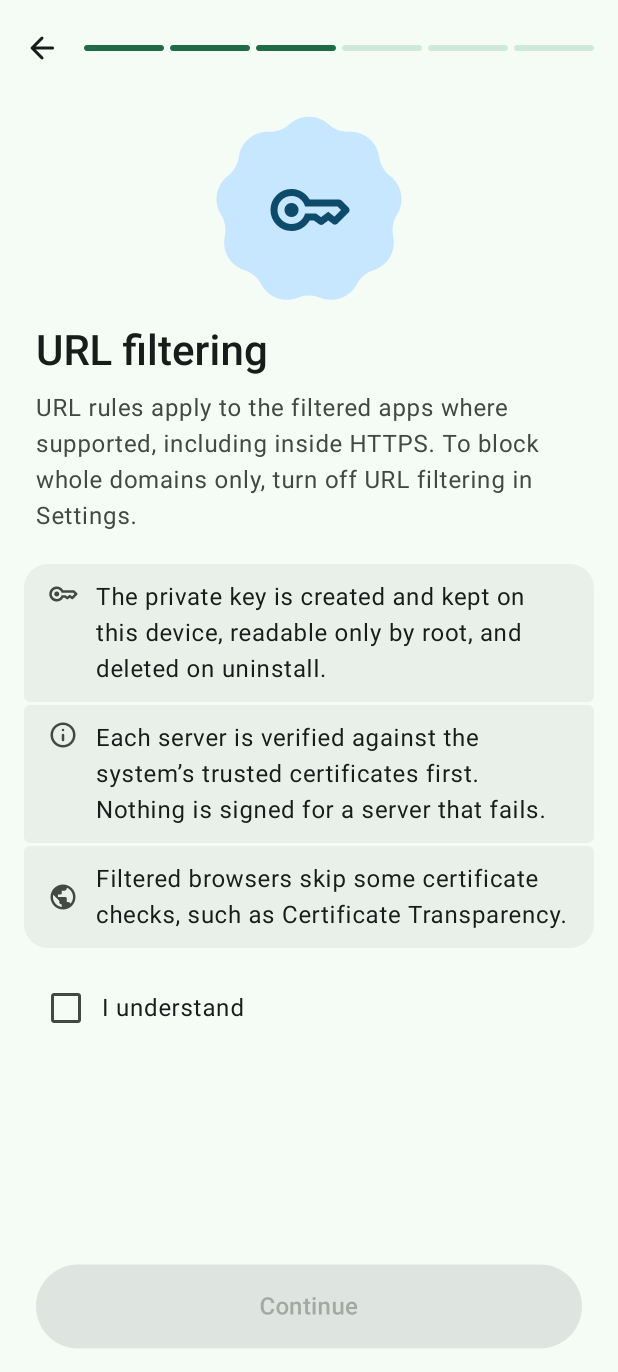 URL filtering
URL rules apply to the filtered apps where
supported, including inside HTTPS. To block
whole domains only, turn off URL filtering in
Settings.
The private key is created and kept on
this device, readable only by root, and
deleted on uninstall.
Each server is verified against the
system’s trusted certificates first.
Nothing is signed for a server that fails.
Filtered browsers skip some certificate
checks, such as Certificate Transparency.
I understand
Continue